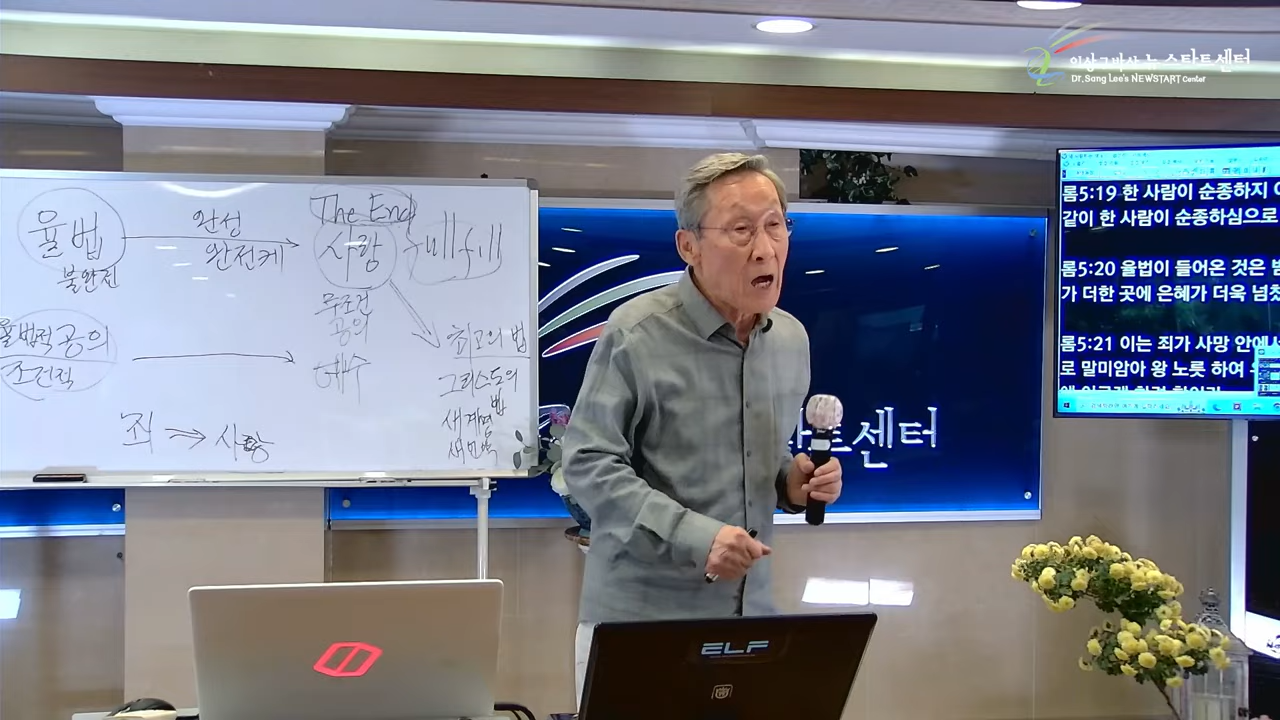 이상구박사 뉴스타트센터
Dr. Sang Lee's NEWSTART Center
율법
불완전
완성
완전케
The End
사랑
무조건
공의
예수
최고의 법
그리스도의
법
새계명
새언약
율법적 공의
조건적
죄 ⇒ 사랑
트센터
롬5:19 한 사람이 순종하지
같이 한 사람이 순종하심으로
롬5:20 율법이 들어온 것은
가 더한 곳에 은혜가 더욱 넘쳤
롬5:21 이는 죄가 사망 안에서
로 말미암아 왕 노릇 하여
ELF